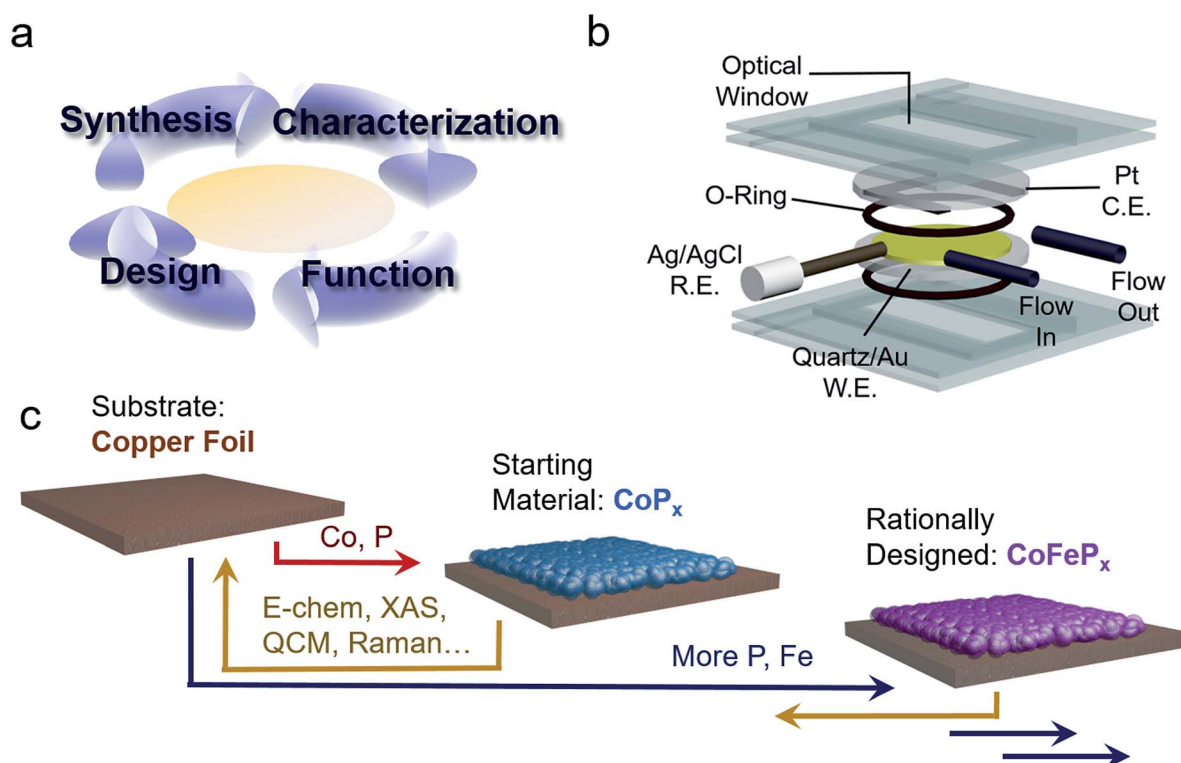 a
Synthesis
Characterization
Design
Function
b
Optical
Window
O-Ring
Pt
C.E.
Ag/AgCl
R.E.
Flow
Out
Flow
In
Quartz/Au
W.E.
c
Substrate:
Copper Foil
Starting
Material: CoPₓ
Rationally
Designed: CoFePₓ
Co, P
E-chem, XAS,
QCM, Raman…
More P, Fe